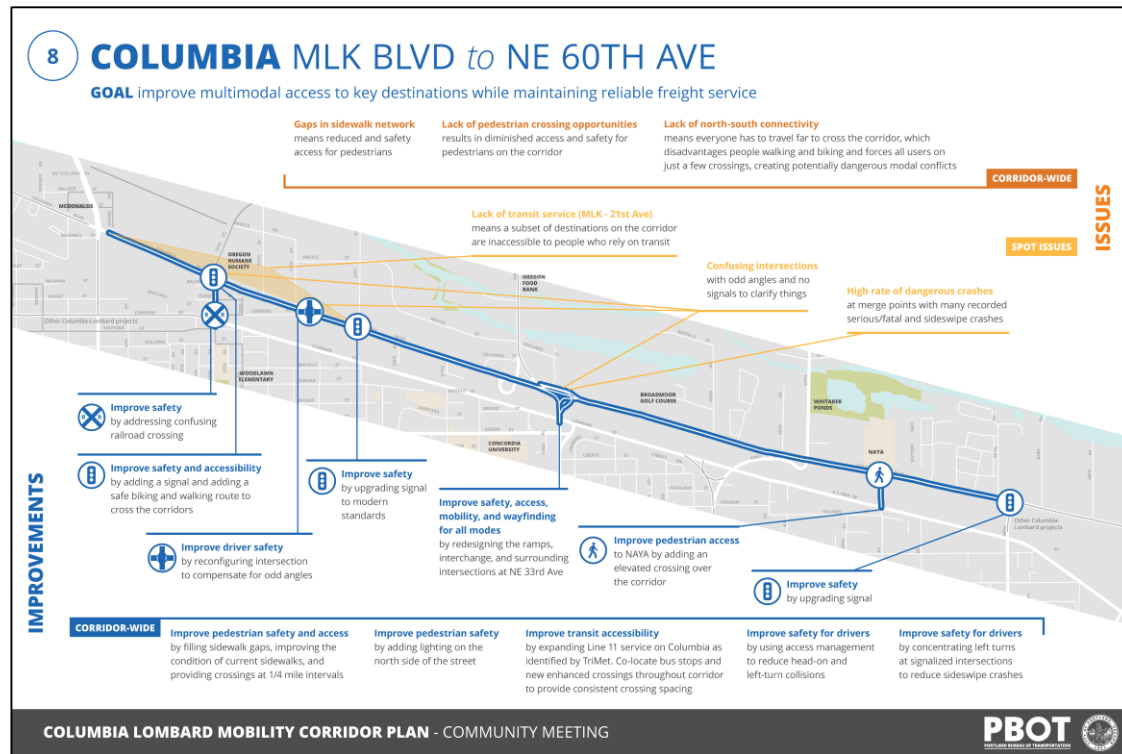 8
COLUMBIA MLK BLVD to NE 60TH AVE
GOAL improve multimodal access to key destinations while maintaining reliable freight service
Gaps in sidewalk network
means reduced and safety
access for pedestrians
Lack of pedestrian crossing opportunities
results in diminished access and safety for
pedestrians on the corridor
Lack of north-south connectivity
means everyone has to travel far to cross the corridor, which
disadvantages people walking and biking and forces all users on
just a few crossings, creating potentially dangerous modal conflicts
CORRIDOR-WIDE
ISSUES
SPOT ISSUES
Lack of transit service (MLK - 21st Ave)
means a subset of destinations on the corridor
are inaccessible to people who rely on transit
Confusing intersections
with odd angles and no
signals to clarify things
High rate of dangerous crashes
at merge points with many recorded
serious/fatal and sideswipe crashes
MCDONALDS
OREGON
HUMANE
SOCIETY
OREGON
FOOD
BANK
Other Columbia-Lombard projects
WOODLAWN
ELEMENTARY
BROADMOOR
GOLF COURSE
WHITAKER
PONDS
CONCORDIA
UNIVERSITY
NAYA
Other Columbia-
Lombard projects
IMPROVEMENTS
Improve safety
by addressing confusing
railroad crossing
Improve safety and accessibility
by adding a signal and adding a
safe biking and walking route to
cross the corridors
Improve driver safety
by reconfiguring intersection
to compensate for odd angles
Improve safety
by upgrading signal
to modern
standards
Improve safety, access,
mobility, and wayfinding
for all modes
by redesigning the ramps,
interchange, and surrounding
intersections at NE 33rd Ave
Improve pedestrian access
to NAYA by adding an
elevated crossing over
the corridor
Improve safety
by upgrading signal
CORRIDOR-WIDE
Improve pedestrian safety and access
by filling sidewalk gaps, improving the
condition of current sidewalks, and
providing crossings at 1/4 mile intervals
Improve pedestrian safety
by adding lighting on the
north side of the street
Improve transit accessibility
by expanding Line 11 service on Columbia as
identified by TriMet. Co-locate bus stops and
new enhanced crossings throughout corridor
to provide consistent crossing spacing
Improve safety for drivers
by using access management
to reduce head-on and
left-turn collisions
Improve safety for drivers
by concentrating left turns
at signalized intersections
to reduce sideswipe crashes
COLUMBIA LOMBARD MOBILITY CORRIDOR PLAN - COMMUNITY MEETING
PBOT
PORTLAND BUREAU OF TRANSPORTATION